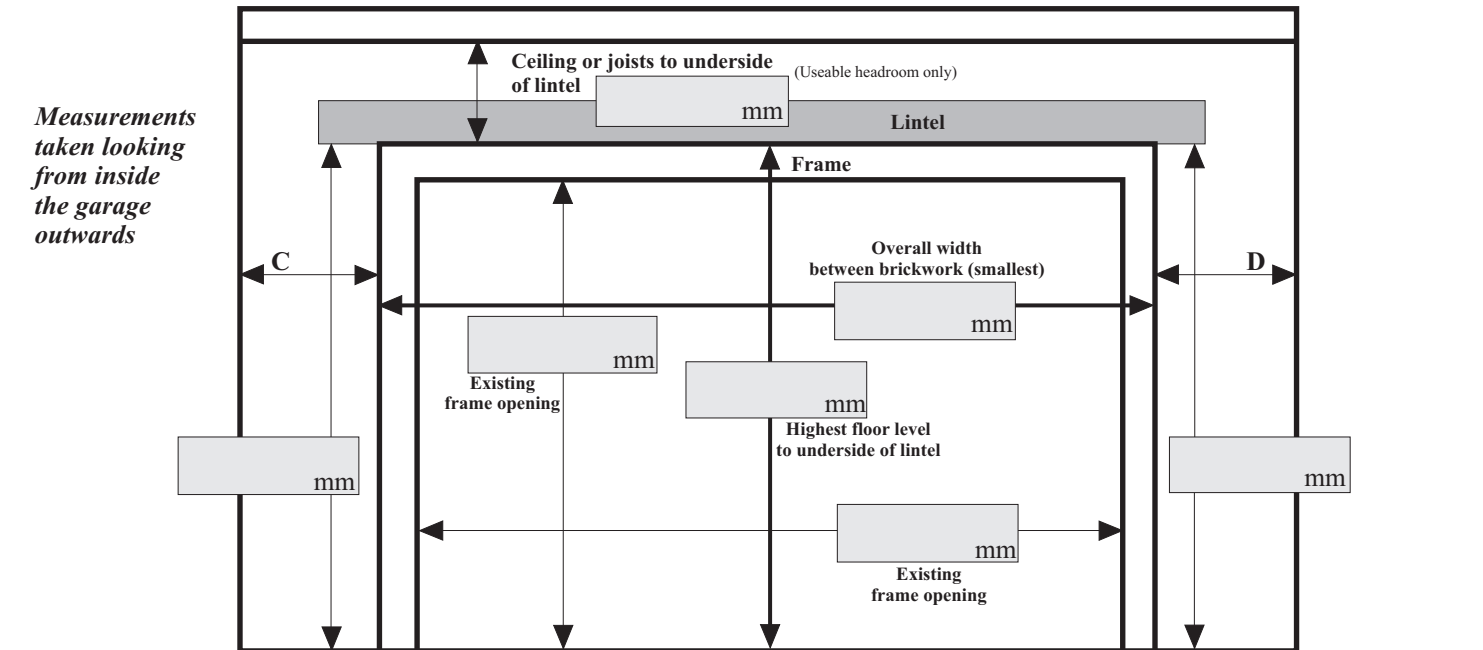 Ceiling or joists to underside
of lintel
(Useable headroom only)
mm
Measurements
taken looking
from inside
the garage
outwards
Lintel
Frame
C
D
Overall width
between brickwork (smallest)
mm
mm
Existing
frame opening
mm
Highest floor level
to underside of lintel
mm
mm
mm
Existing
frame opening